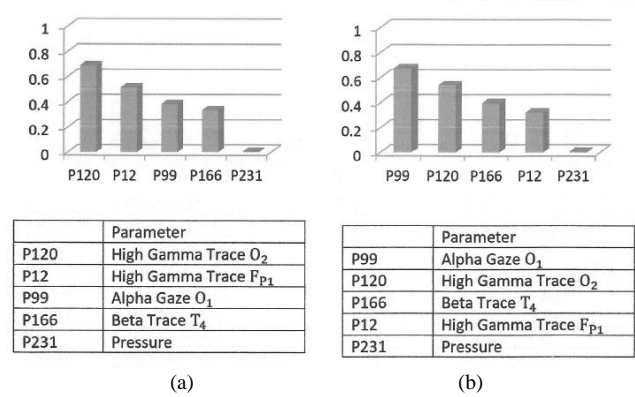 1
0.8
0.6
0.4
0.2
0
P120 P12 P99 P166 P231
Parameter
P120 High Gamma Trace O₂
P12 High Gamma Trace F_P1
P99 Alpha Gaze O₁
P166 Beta Trace T₄
P231 Pressure
(a)
1
0.8
0.6
0.4
0.2
0
P99 P120 P166 P12 P231
Parameter
P99 Alpha Gaze O₁
P120 High Gamma Trace O₂
P166 Beta Trace T₄
P12 High Gamma Trace F_P1
P231 Pressure
(b)